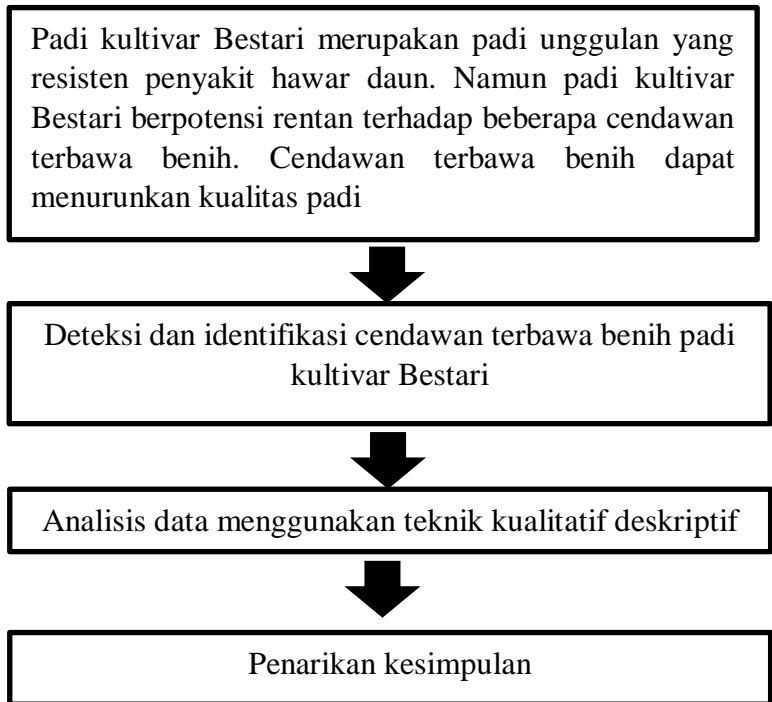 Padi kultivar Bestari merupakan padi unggulan yang
resisten penyakit hawar daun. Namun padi kultivar
Bestari berpotensi rentan terhadap beberapa cendawan
terbawa benih. Cendawan terbawa benih dapat
menurunkan kualitas padi
Deteksi dan identifikasi cendawan terbawa benih padi
kultivar Bestari
Analisis data menggunakan teknik kualitatif deskriptif
Penarikan kesimpulan